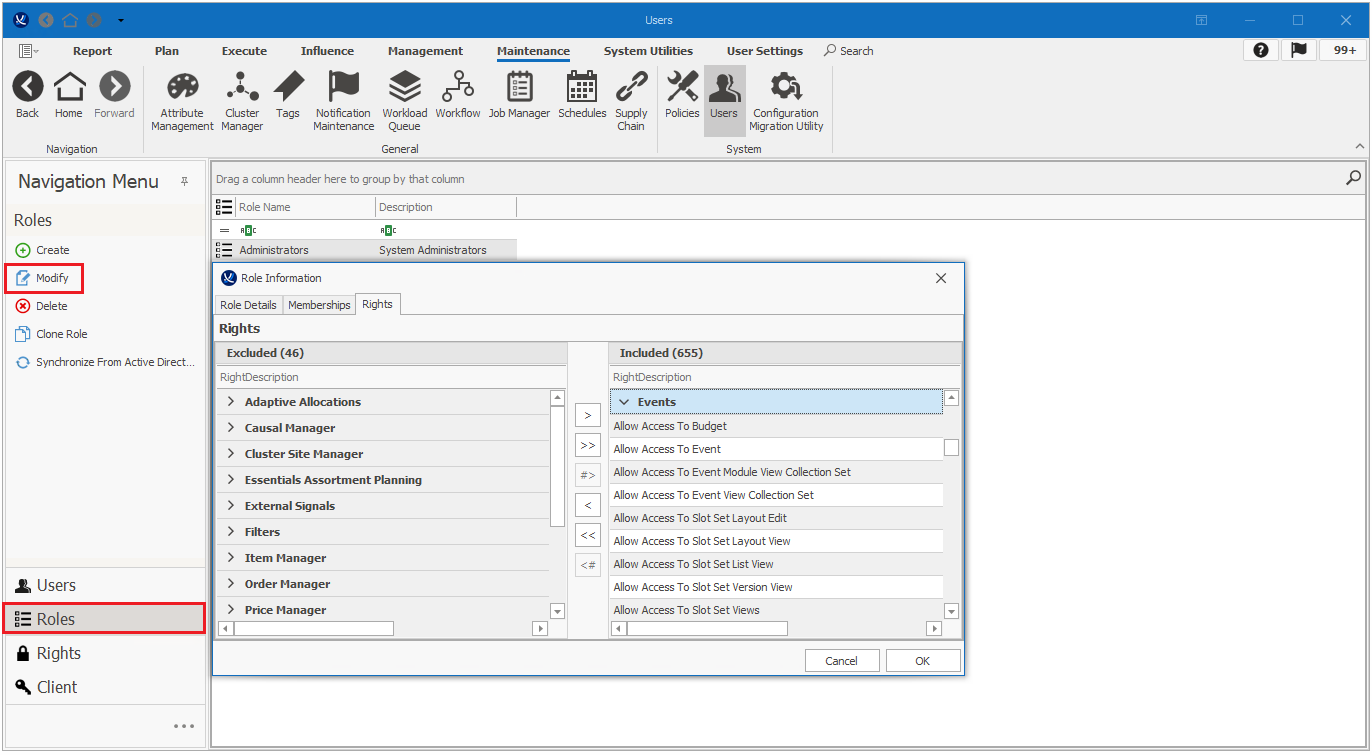 Users
Report Plan Execute Influence Management Maintenance System Utilities User Settings Search 99+
Back Home Forward Attribute Management Cluster Manager Tags Notification Maintenance Workload Queue Workflow Job Manager Schedules Supply Chain Policies Users Configuration Migration Utility
Navigation General System
Navigation Menu
Roles
Create
Modify
Delete
Clone Role
Synchronize From Active Direct...
Users
Roles
Rights
Client
Drag a column header here to group by that column
Role Name Description
ABC ABC
Administrators System Administrators
Role Information
Role Details Memberships Rights
Rights
Excluded (46)
RightDescription
Adaptive Allocations
Causal Manager
Cluster Site Manager
Essentials Assortment Planning
External Signals
Filters
Item Manager
Order Manager
Price Manager
>
>>
#>
<
<<
<#
Included (655)
RightDescription
Events
Allow Access To Budget
Allow Access To Event
Allow Access To Event Module View Collection Set
Allow Access To Event View Collection Set
Allow Access To Slot Set Layout Edit
Allow Access To Slot Set Layout View
Allow Access To Slot Set List View
Allow Access To Slot Set Version View
Allow Access To Slot Set Views
Cancel OK